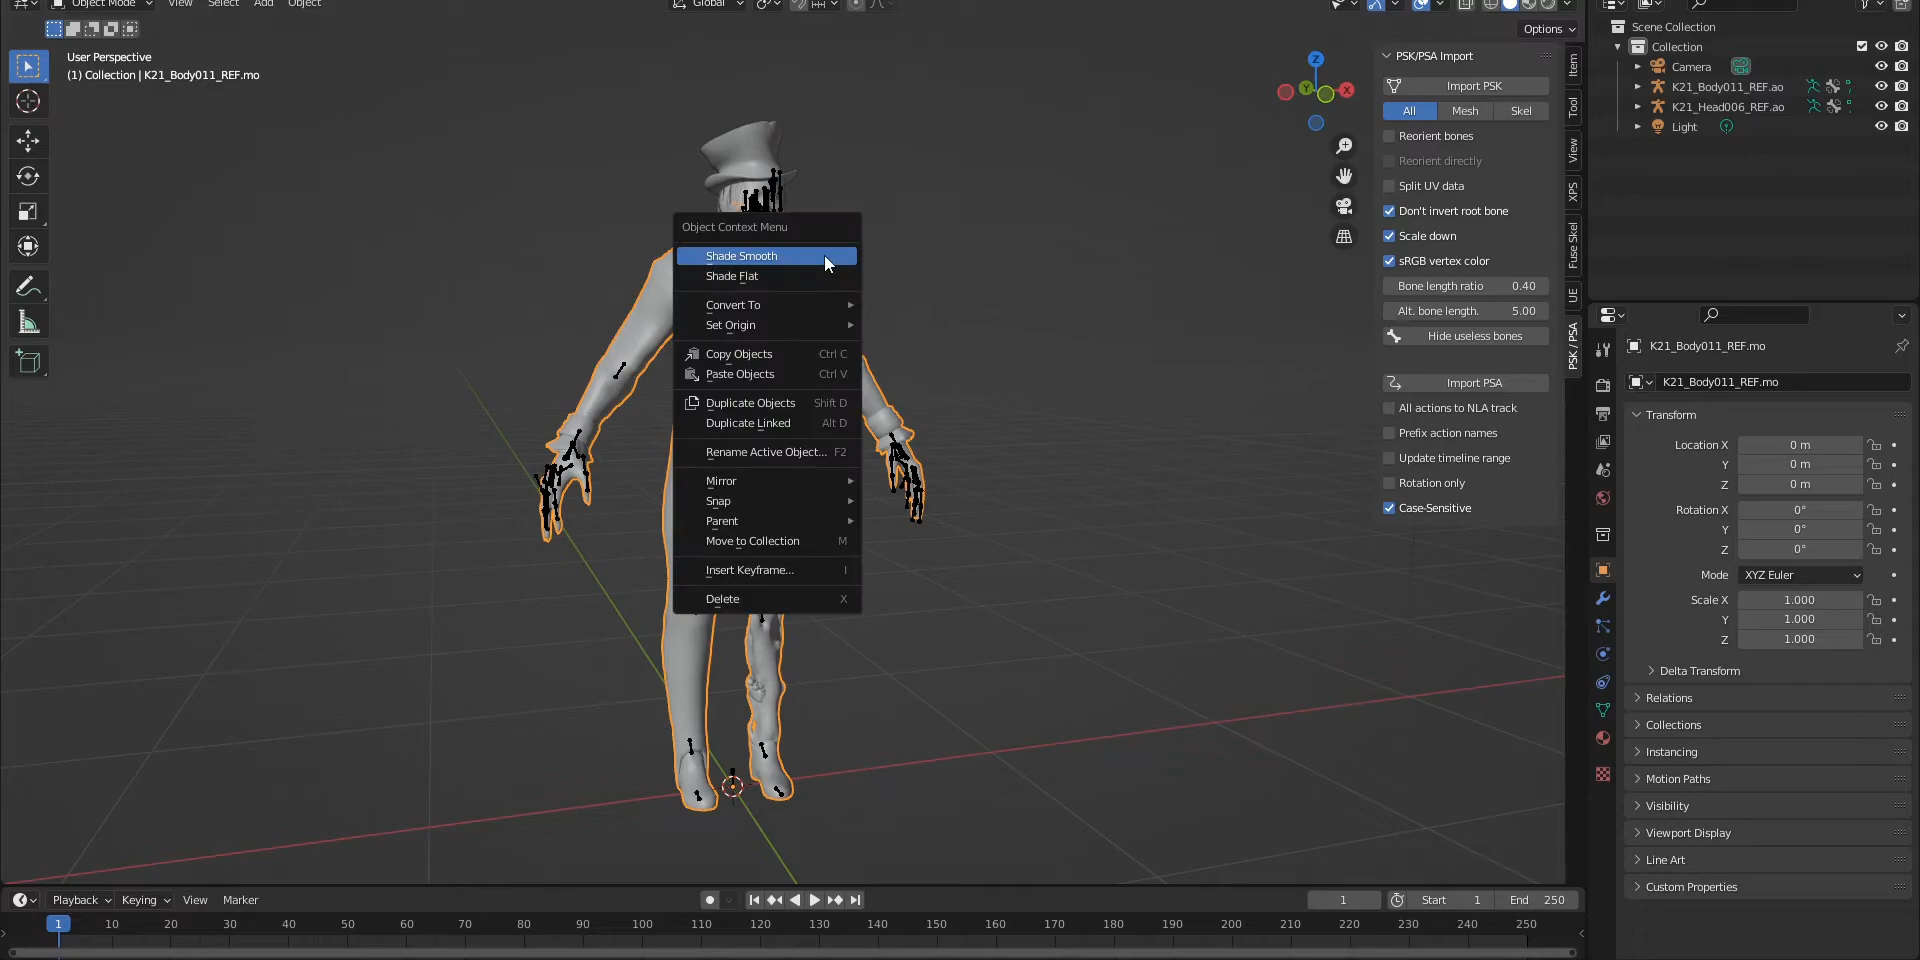 Object Mode View Select Add Object Global
Options
User Perspective
(1) Collection | K21_Body011_REF.mo
Object Context Menu
Shade Smooth
Shade Flat
Convert To
Set Origin
Copy Objects Ctrl C
Paste Objects Ctrl V
Duplicate Objects Shift D
Duplicate Linked Alt D
Rename Active Object... F2
Mirror
Snap
Parent
Move to Collection M
Insert Keyframe... I
Delete X
Z
Y
X
PSK/PSA Import
Import PSK
All Mesh Skel
Reorient bones
Reorient directly
Split UV data
Don't invert root bone
Scale down
sRGB vertex color
Bone length ratio 0.40
Alt. bone length. 5.00
Hide useless bones
Import PSA
All actions to NLA track
Prefix action names
Update timeline range
Rotation only
Case-Sensitive
Item
Tool
View
XPS
Fuse Skel
UE
PSK / PSA
Scene Collection
Collection
Camera
K21_Body011_REF.ao
K21_Head006_REF.ao
Light
K21_Body011_REF.mo
K21_Body011_REF.mo
Transform
Location X 0 m
Y 0 m
Z 0 m
Rotation X 0°
Y 0°
Z 0°
Mode XYZ Euler
Scale X 1.000
Y 1.000
Z 1.000
Delta Transform
Relations
Collections
Instancing
Motion Paths
Visibility
Viewport Display
Line Art
Custom Properties
Playback Keying View Marker 1 Start 1 End 250
1 10 20 30 40 50 60 70 80 90 100 110 120 130 140 150 160 170 180 190 200 210 220 230 240 250